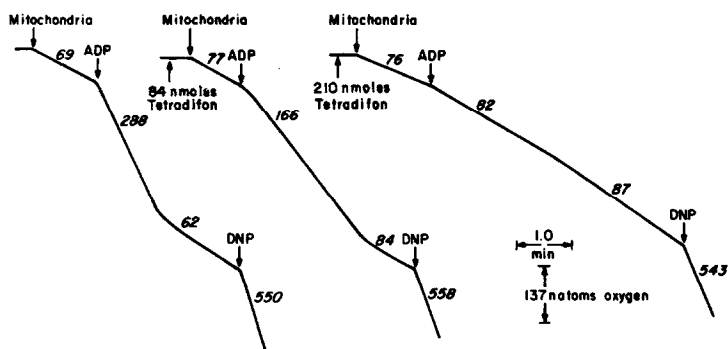 Mitochondria
69
ADP
288
62
DNP
550
Mitochondria
77
ADP
84 nmoles
Tetradifon
166
84
DNP
558
Mitochondria
76
ADP
210 nmoles
Tetradifon
82
87
DNP
543
1.0
min
137 natoms oxygen